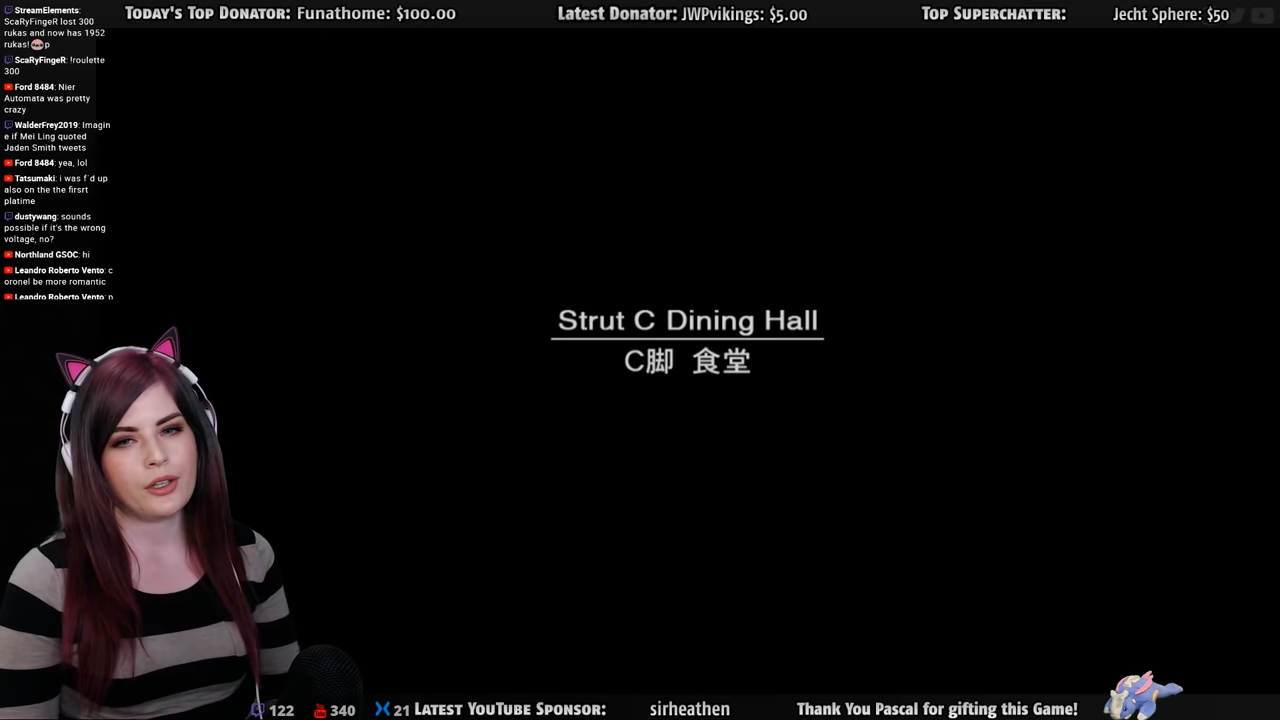 Today's Top Donator: Funathome: $100.00
Latest Donator: JWPvikings: $5.00
Top Superchatter: Jecht Sphere: $50
StreamElements:
ScaRyFingeR lost 300
rukas and now has 1952
rukas! p
ScaRyFingeR: !roulette
300
Ford 8484: Nier
Automata was pretty
crazy
WalderFrey2019: Imagin
e if Mei Ling quoted
Jaden Smith tweets
Ford 8484: yea, lol
Tatsumaki: i was f´d up
also on the the firsrt
platime
dustywang: sounds
possible if it's the wrong
voltage, no?
Northland GSOC: hi
Leandro Roberto Vento: c
oronel be more romantic
Leandro Roberto Vento: p
Strut C Dining Hall
C脚 食堂
122 340 21 Latest YouTube Sponsor: sirheathen
Thank You Pascal for gifting this Game!